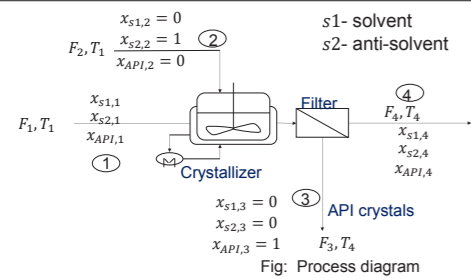 s1- solvent
s2- anti-solvent
x_{s1,2} = 0
x_{s2,2} = 1
x_{API,2} = 0
F_2, T_1
2
F_1, T_1
x_{s1,1}
x_{s2,1}
x_{API,1}
1
M
Crystallizer
Filter
4
F_4, T_4
x_{s1,4}
x_{s2,4}
x_{API,4}
3
API crystals
x_{s1,3} = 0
x_{s2,3} = 0
x_{API,3} = 1
F_3, T_4
Fig: Process diagram